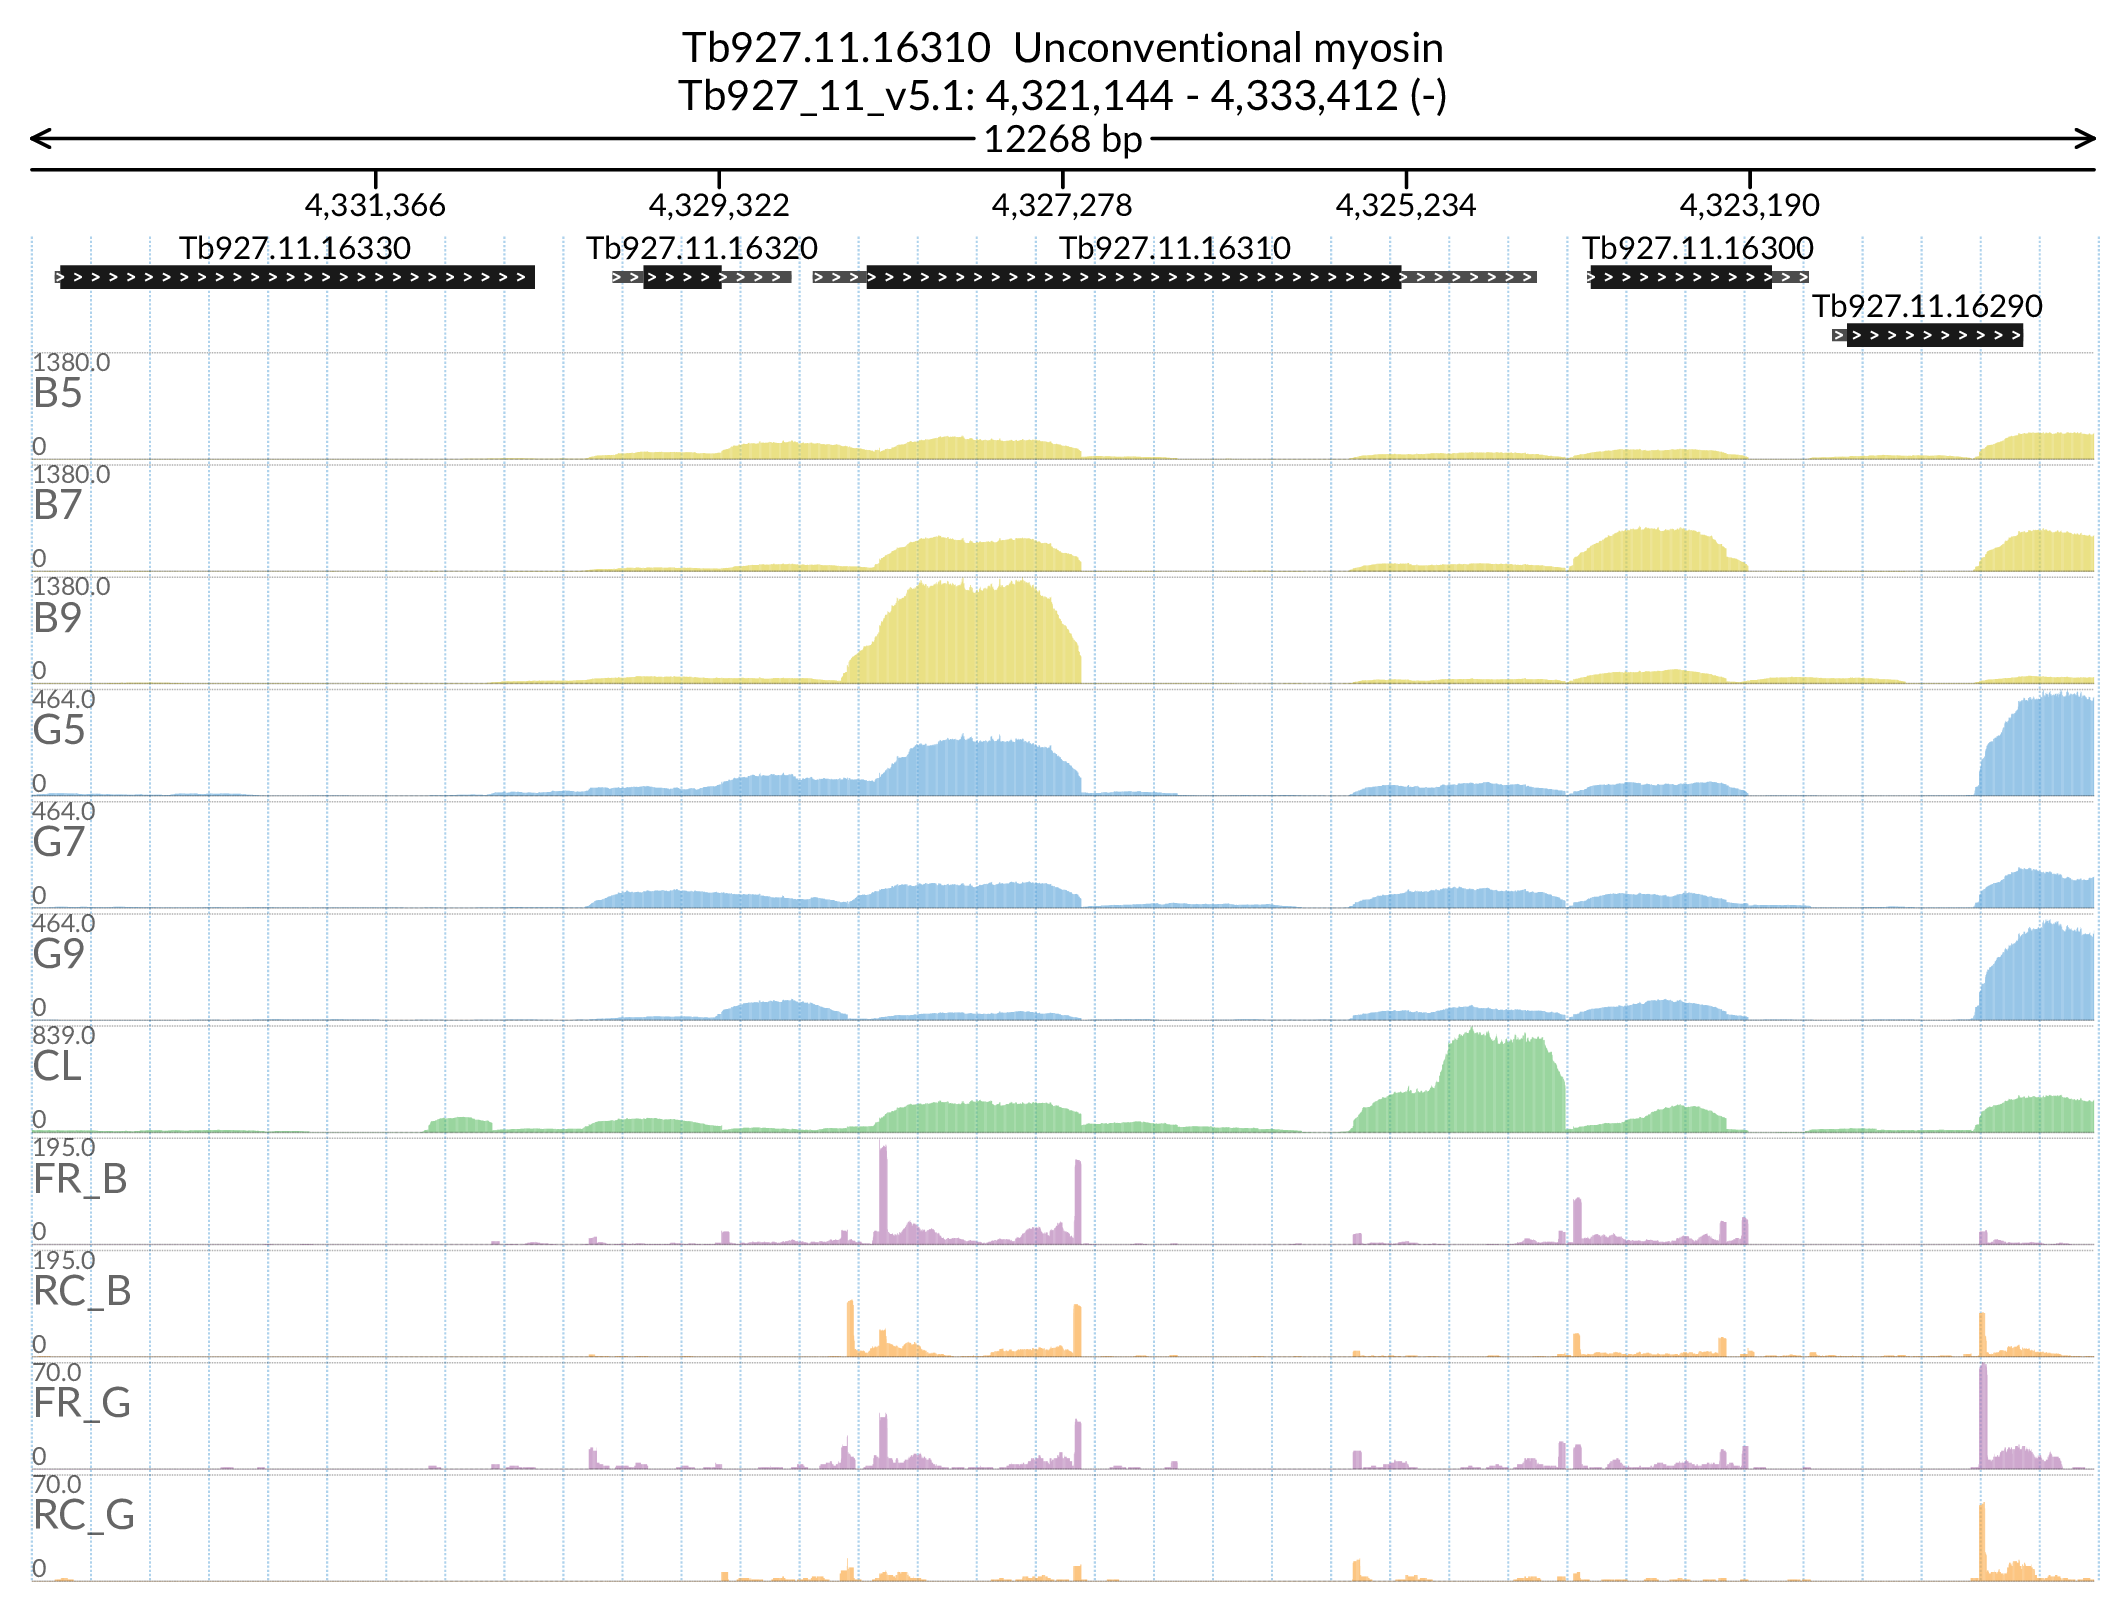 Tb927.11.16310  Unconventional myosin
Tb927_11_v5.1: 4,321,144 - 4,333,412 (-)
12268 bp
4,331,366 4,329,322 4,327,278 4,325,234 4,323,190
Tb927.11.16330 Tb927.11.16320 Tb927.11.16310 Tb927.11.16300
Tb927.11.16290
1380.0
B5
0
1380.0
B7
0
1380.0
B9
0
464.0
G5
0
464.0
G7
0
464.0
G9
0
839.0
CL
0
195.0
FR_B
0
195.0
RC_B
0
70.0
FR_G
0
70.0
RC_G
0